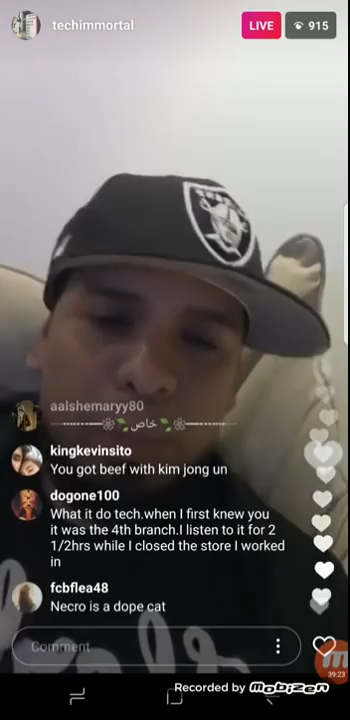 techimmortal
LIVE
915
aalshemaryy80
خاص
kingkevinsito
You got beef with kim jong un
dogone100
What it do tech.when I first knew you
it was the 4th branch.I listen to it for 2
1/2hrs while I closed the store I worked
in
fcbflea48
Necro is a dope cat
Comment
39:23
Recorded by Mobizen